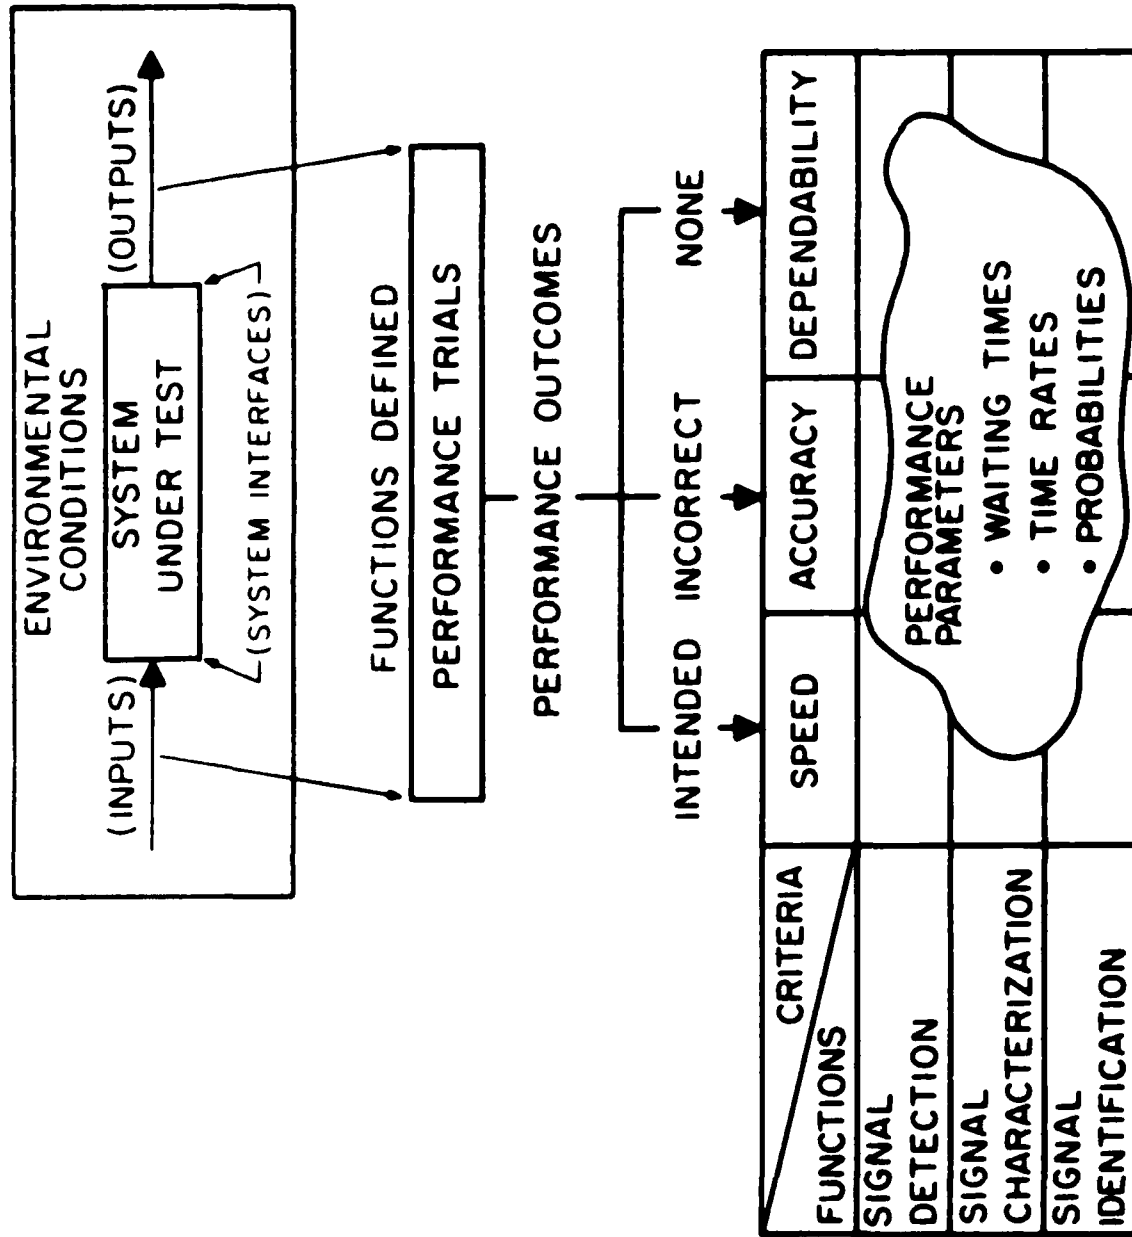 ENVIRONMENTAL
CONDITIONS
(INPUTS)
SYSTEM
UNDER TEST
(OUTPUTS)
(SYSTEM INTERFACES)
FUNCTIONS DEFINED
PERFORMANCE TRIALS
PERFORMANCE OUTCOMES
INTENDED
INCORRECT
NONE
CRITERIA
FUNCTIONS
SPEED
ACCURACY
DEPENDABILITY
SIGNAL
DETECTION
SIGNAL
CHARACTERIZATION
SIGNAL
IDENTIFICATION
PERFORMANCE
PARAMETERS
• WAITING TIMES
• TIME RATES
• PROBABILITIES